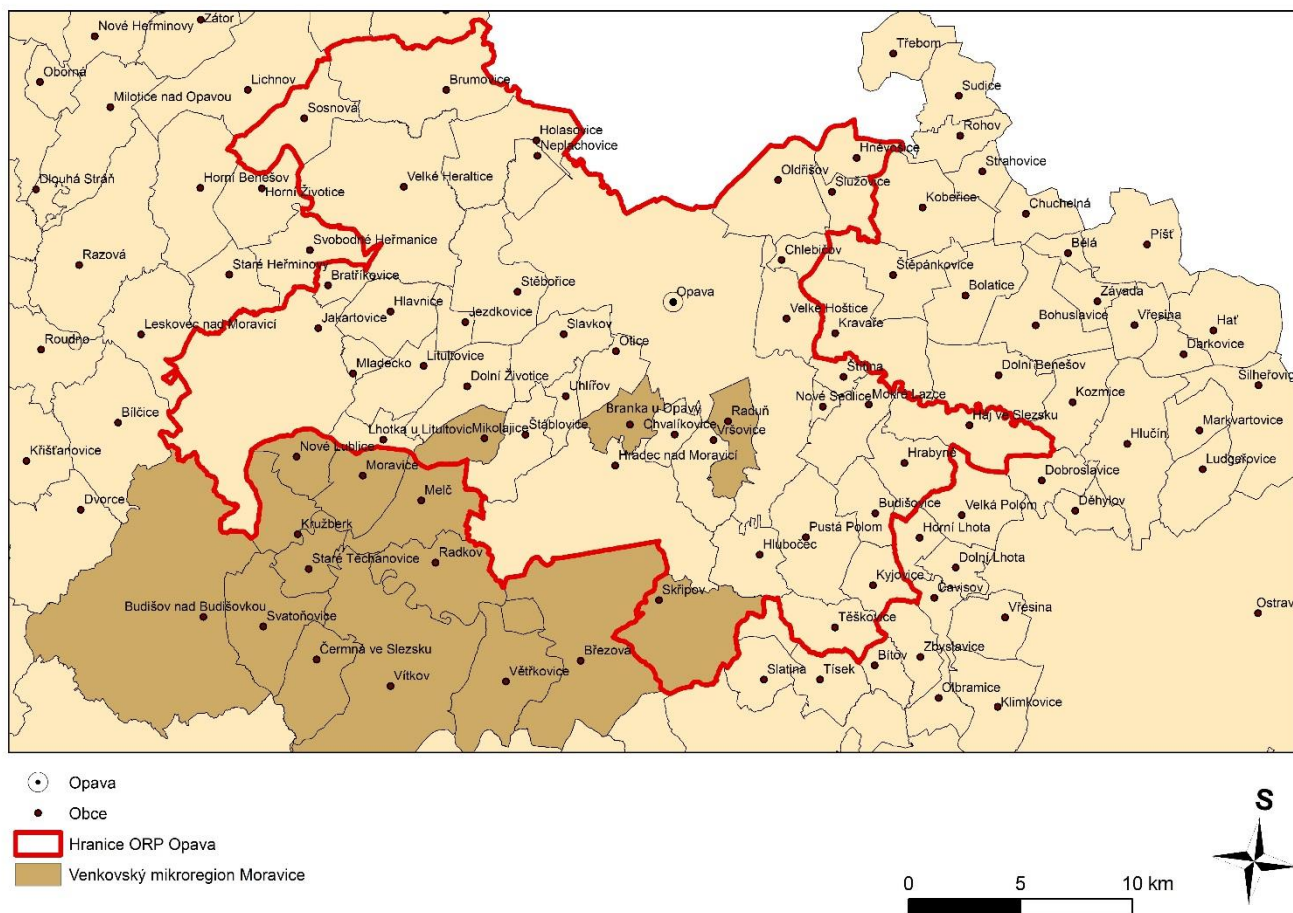 Nové Heřminovy
Zátor
Třebom
Oborná
Lichnov
Brumovice
Sudice
Milotice nad Opavou
Sosnová
Holasovice
Rohov
Neplachovice
Hněvošice
Strahovice
Oldřišov
Dlouhá Stráň
Horní Benešov
Horní Životice
Velké Heraltice
Služovice
Kobeřice
Chuchelná
Svobodné Heřmanice
Bělá
Píšť
Razová
Staré Heřminovy
Chlebičov
Štěpánkovice
Bratříkovice
Stěbořice
Opava
Bolatice
Závada
Hlavnice
Jakartovice
Jezdkovice
Velké Hoštice
Bohuslavice
Vřesina
Hať
Leskovec nad Moravicí
Slavkov
Kravaře
Roudno
Otice
Darkovice
Mladecko
Litultovice
Štítina
Dolní Benešov
Dolní Životice
Šilheřovice
Uhlířov
Nové Sedlice
Mokré Lazce
Kozmice
Bílčice
Branka u Opavy
Raduň
Háj ve Slezsku
Markvartovice
Lhotka u Litultovic
Mikolajice
Štáblovice
Chvalíkovice
Vršovice
Hlučín
Křišťanovice
Nové Lublice
Hradec nad Moravicí
Hrabyně
Ludgeřovice
Moravice
Dobroslavice
Dvorce
Melč
Budišovice
Velká Polom
Děhylov
Kružberk
Pustá Polom
Horní Lhota
Hlubočec
Staré Těchanovice
Radkov
Dolní Lhota
Kyjovice
Čavisov
Skřipov
Budišov nad Budišovkou
Svatoňovice
Těškovice
Vřesina
Ostrav
Čermná ve Slezsku
Březová
Bítov
Zbyslavice
Vítkov
Větřkovice
Slatina
Tísek
Olbramice
Klimkovice
Opava
Obce
Hranice ORP Opava
Venkovský mikroregion Moravice
S
0 5 10 km